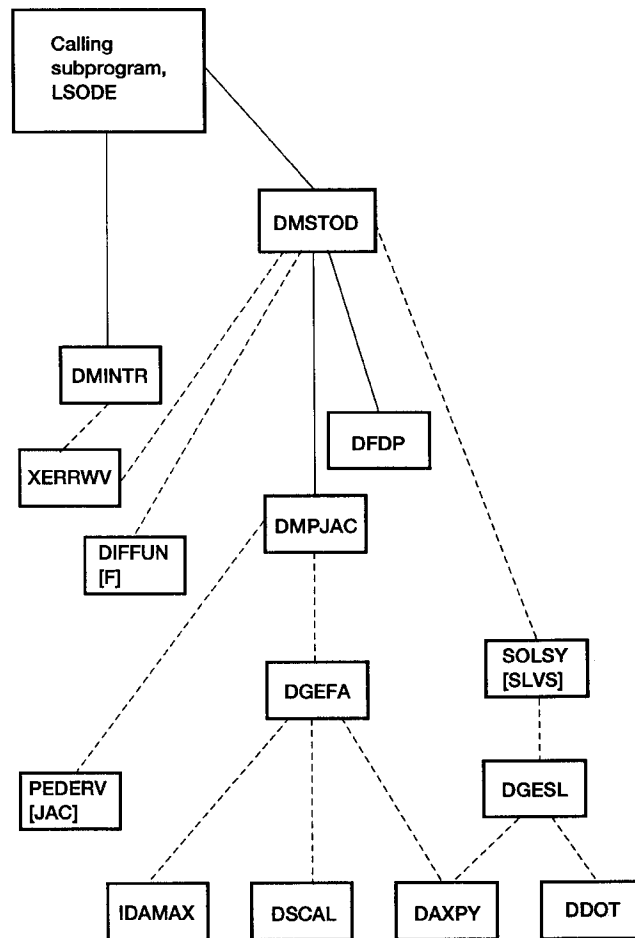 Calling
subprogram,
LSODE
DMSTOD
DMINTR
DFDP
XERRWV
DMPJAC
DIFFUN
[F]
SOLSY
[SLVS]
DGEFA
PEDERV
[JAC]
DGESL
IDAMAX
DSCAL
DAXPY
DDOT